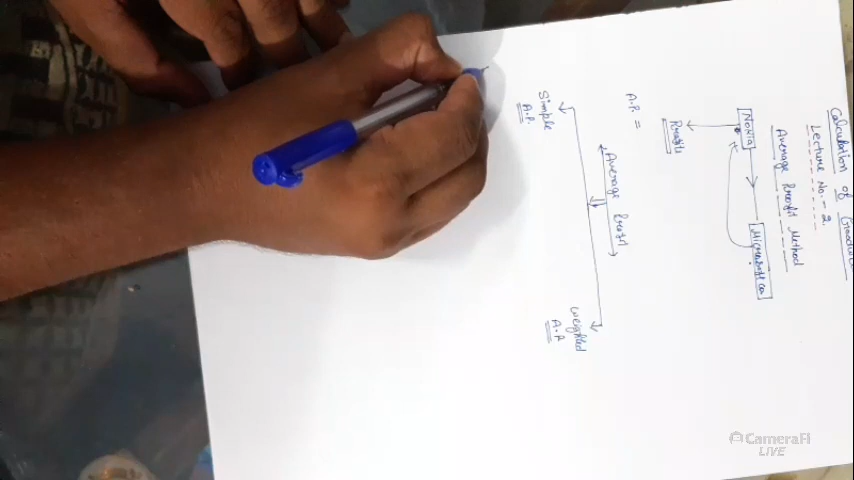 Calculation of Goodwill
Lecture No. - 2.
Average Profit Method
Nokia
Microsoft co.
Profits
A.P. =
Average Profit
Simple
A.P.
Weighted
A.A
CameraFi
LIVE